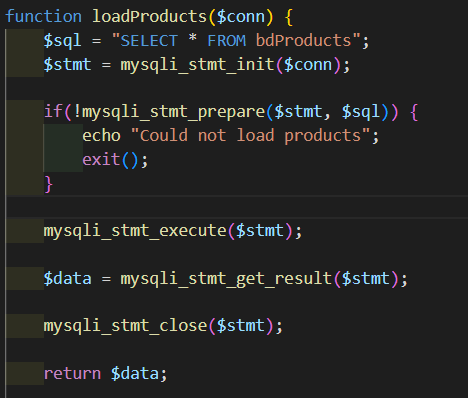 function loadProducts($conn) {
$sql = "SELECT * FROM bdProducts";
$stmt = mysqli_stmt_init($conn);
if(!mysqli_stmt_prepare($stmt, $sql)) {
echo "Could not load products";
exit();
}
mysqli_stmt_execute($stmt);
$data = mysqli_stmt_get_result($stmt);
mysqli_stmt_close($stmt);
return $data;